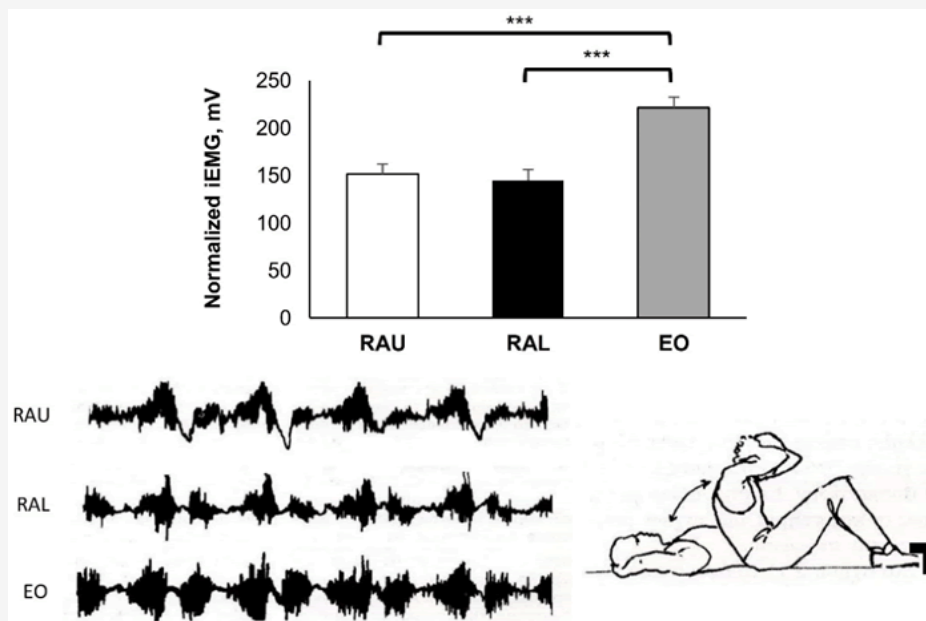 ***
***
Normalized iEMG, mV
250
200
150
100
50
0
RAU
RAL
EO
RAU
RAL
EO